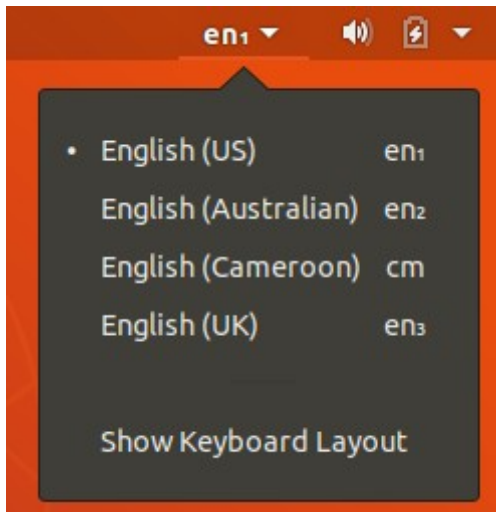 en₁
• English (US) en₁
English (Australian) en₂
English (Cameroon) cm
English (UK) en₃
Show Keyboard Layout